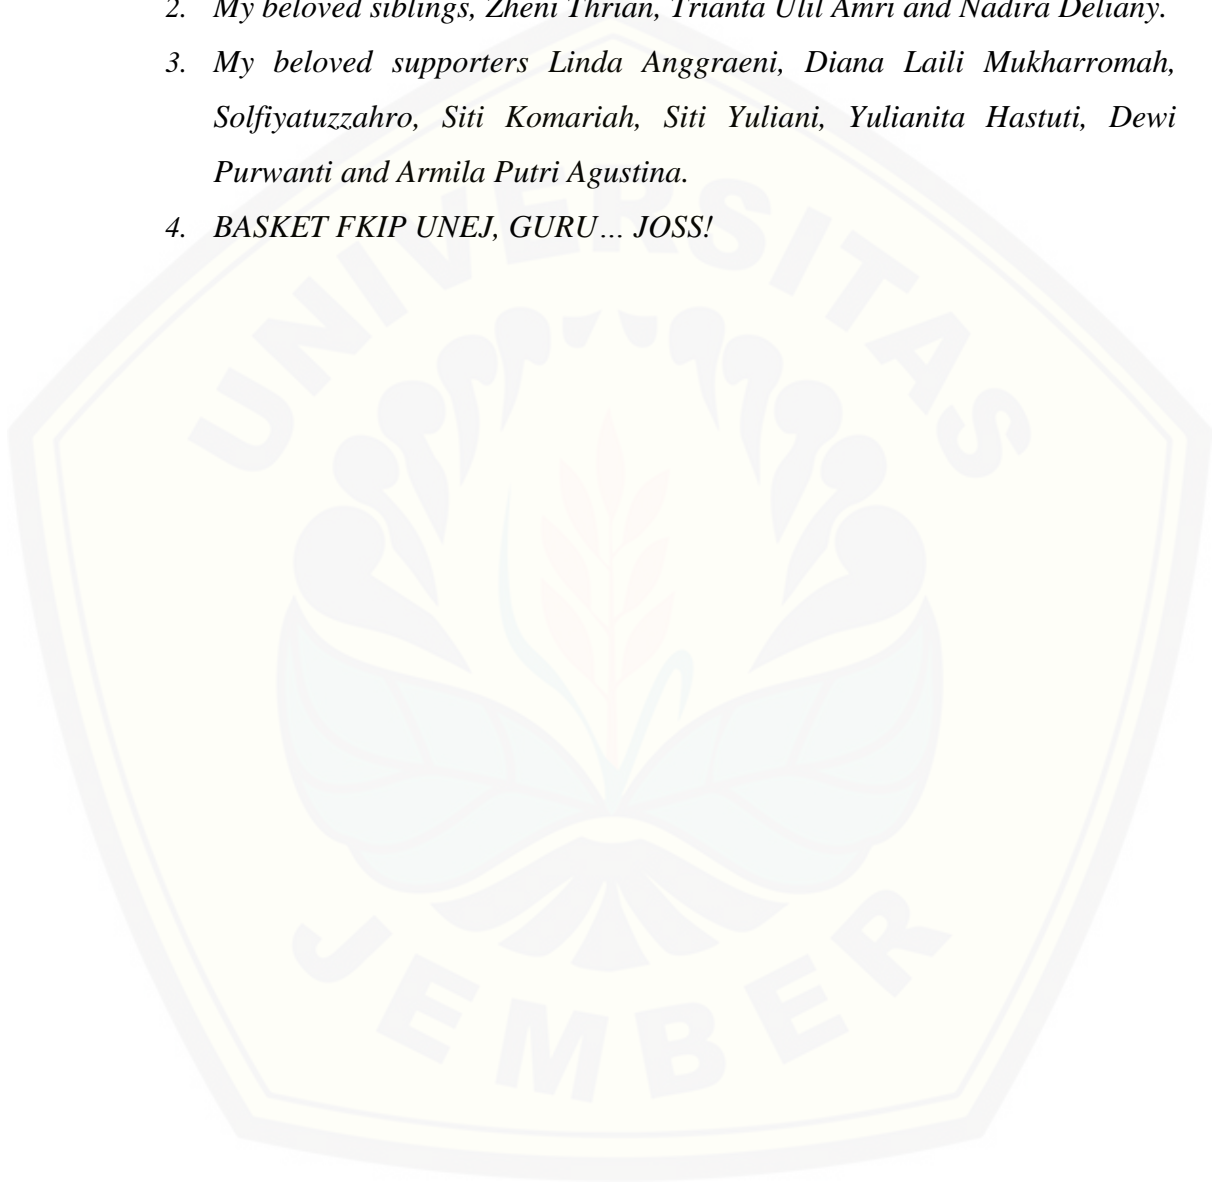 2. My beloved siblings, Zheni Thrian, Trianta Ulil Amri and Nadira Deliany.
3. My beloved supporters Linda Anggraeni, Diana Laili Mukharromah,
Solfiyatuzzahro, Siti Komariah, Siti Yuliani, Yulianita Hastuti, Dewi
Purwanti and Armila Putri Agustina.
4. BASKET FKIP UNEJ, GURU… JOSS!
UNIVERSITAS
JEMBER